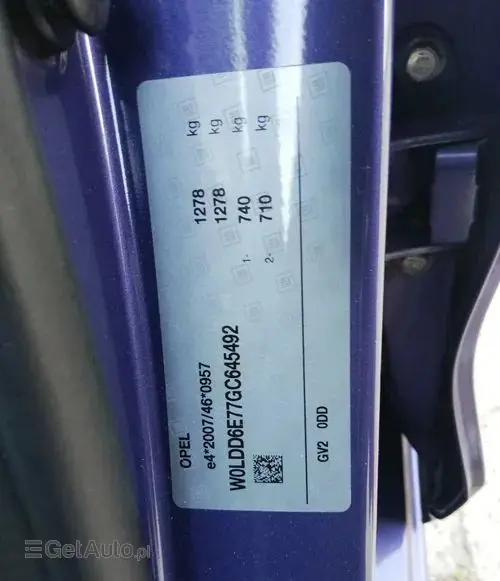 OPEL
e4*2007/46*0957
W0LDD6E77GC645492
1278 kg
1278 kg
1- 740 kg
2- 710 kg
GV2 0DD
GetAuto.pl